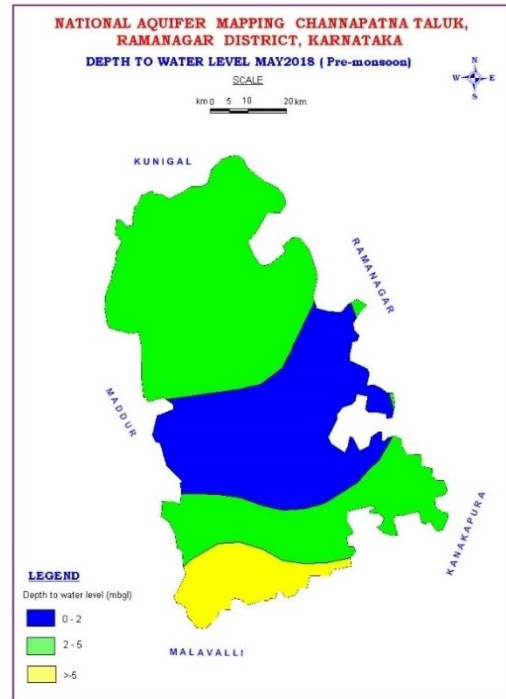 NATIONAL AQUIFER MAPPING CHANNAPATNA TALUK,
RAMANAGAR DISTRICT, KARNATAKA
DEPTH TO WATER LEVEL MAY2018 ( Pre-monsoon)
SCALE
km 0 5 10 20 km
N
W E
S
KUNIGAL
RAMANAGAR
MADDUR
KANAKAPURA
LEGEND
Depth to water level (mbgl)
0 - 2
2 - 5
>-5
MALAVALLI